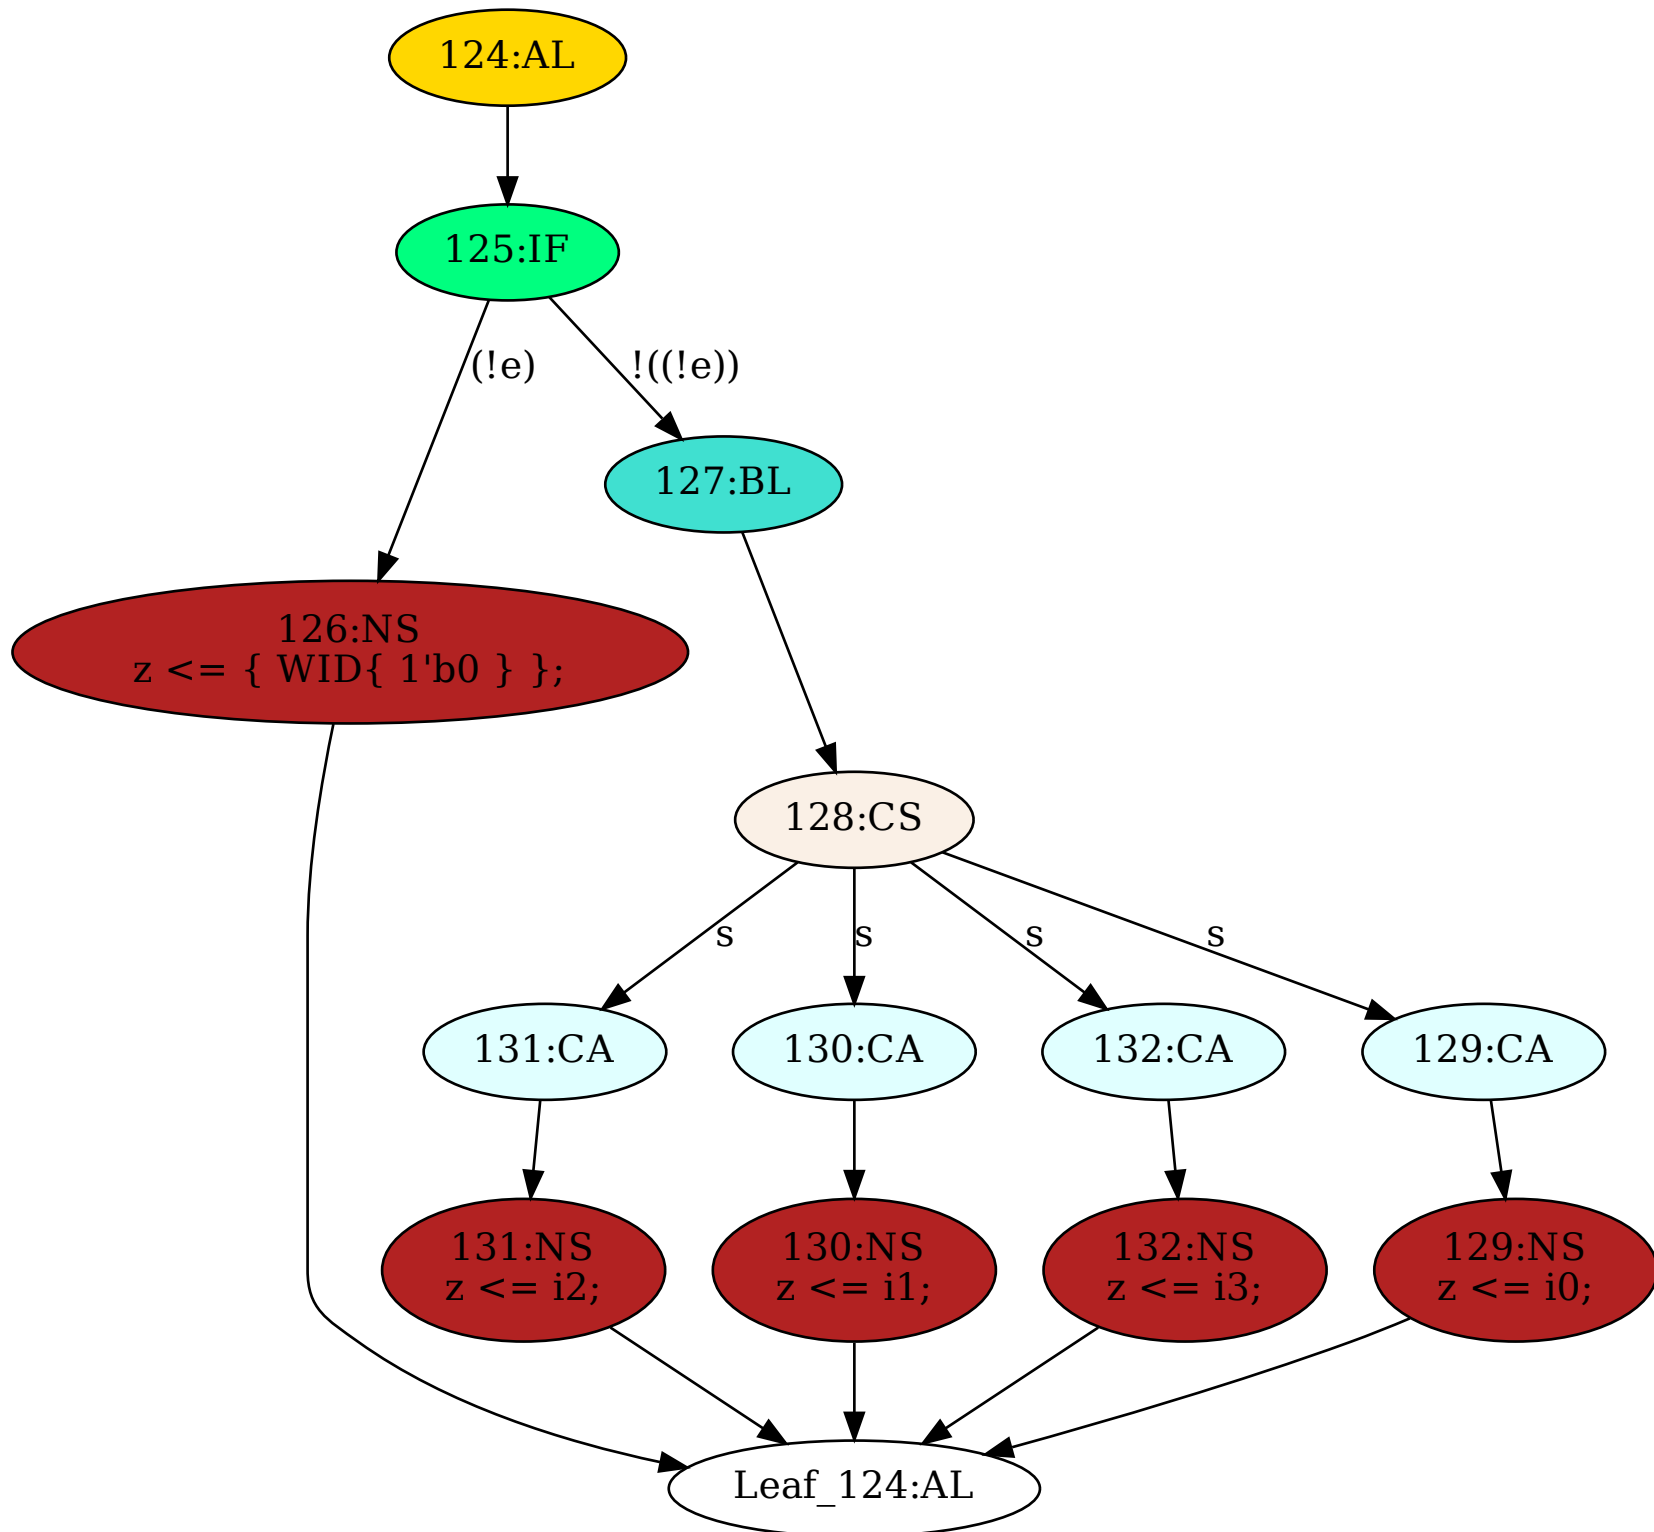 124:AL
125:IF
(!e)
!((!e))
127:BL
126:NS
z <= { WID{ 1'b0 } };
128:CS
s
s
s
s
131:CA
130:CA
132:CA
129:CA
131:NS
z <= i2;
130:NS
z <= i1;
132:NS
z <= i3;
129:NS
z <= i0;
Leaf_124:AL